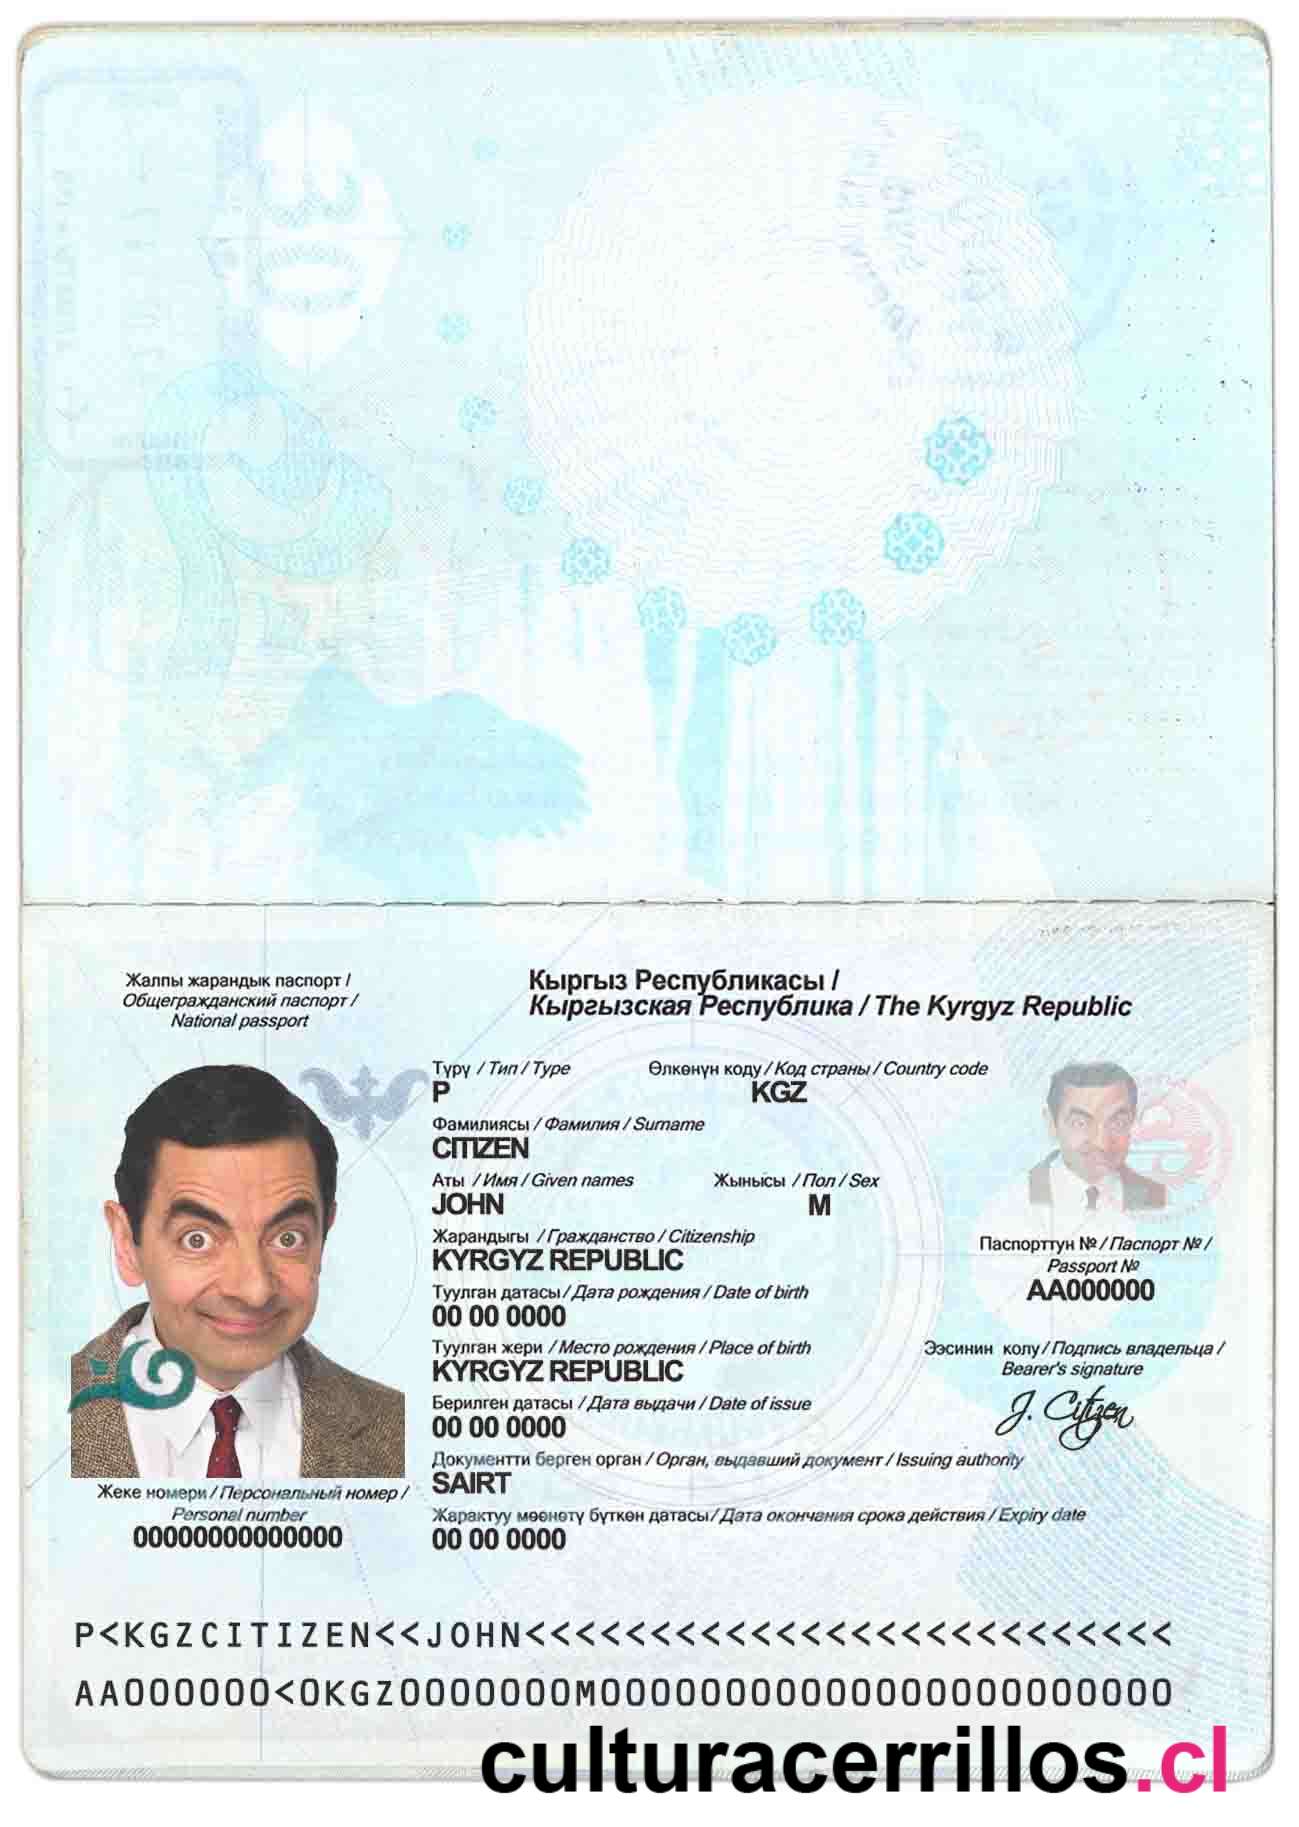 Жалпы жарандык паспорт /
Общегражданский паспорт /
National passport
Кыргыз Республикасы /
Кыргызская Республика / The Kyrgyz Republic
Түрү / Тип / Type
P
Өлкөнүн коду / Код страны / Country code
KGZ
Фамилиясы / Фамилия / Surname
CITIZEN
Аты / Имя / Given names
JOHN
Жынысы / Пол / Sex
M
Жарандыгы / Гражданство / Citizenship
KYRGYZ REPUBLIC
Туулган датасы / Дата рождения / Date of birth
00 00 0000
Туулган жери / Место рождения / Place of birth
KYRGYZ REPUBLIC
Берилген датасы / Дата выдачи / Date of issue
00 00 0000
Документти берген орган / Орган, выдавший документ / Issuing authority
SAIRT
Жарактуу мөөнөтү бүткөн датасы / Дата окончания срока действия / Expiry date
00 00 0000
Паспорттун № / Паспорт № /
Passport №
AA000000
Ээсинин колу / Подпись владельца /
Bearer's signature
J. Citizen
Жеке номери / Персональный номер /
Personal number
00000000000000
P<KGZCITIZEN<<JOHN<<<<<<<<<<<<<<<<<<<<<<<<<<
AA000000<0KGZ0000000M00000000000000000000000
culturacerrillos.cl